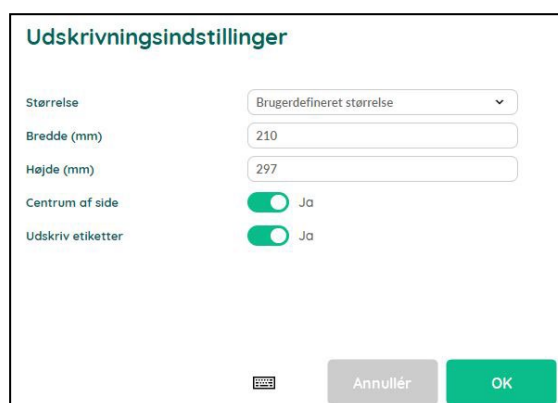 Udskrivningsindstillinger
Størrelse Brugerdefineret størrelse
Bredde (mm) 210
Højde (mm) 297
Centrum af side Ja
Udskriv etiketter Ja
Annullér OK